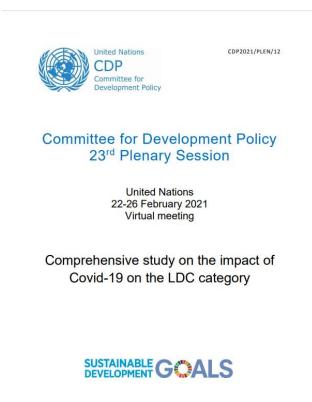 United Nations
CDP
Committee for
Development Policy
CDP2021/PLEN/12
Committee for Development Policy
23rd Plenary Session
United Nations
22-26 February 2021
Virtual meeting
Comprehensive study on the impact of
Covid-19 on the LDC category
SUSTAINABLE
DEVELOPMENT
GOALS